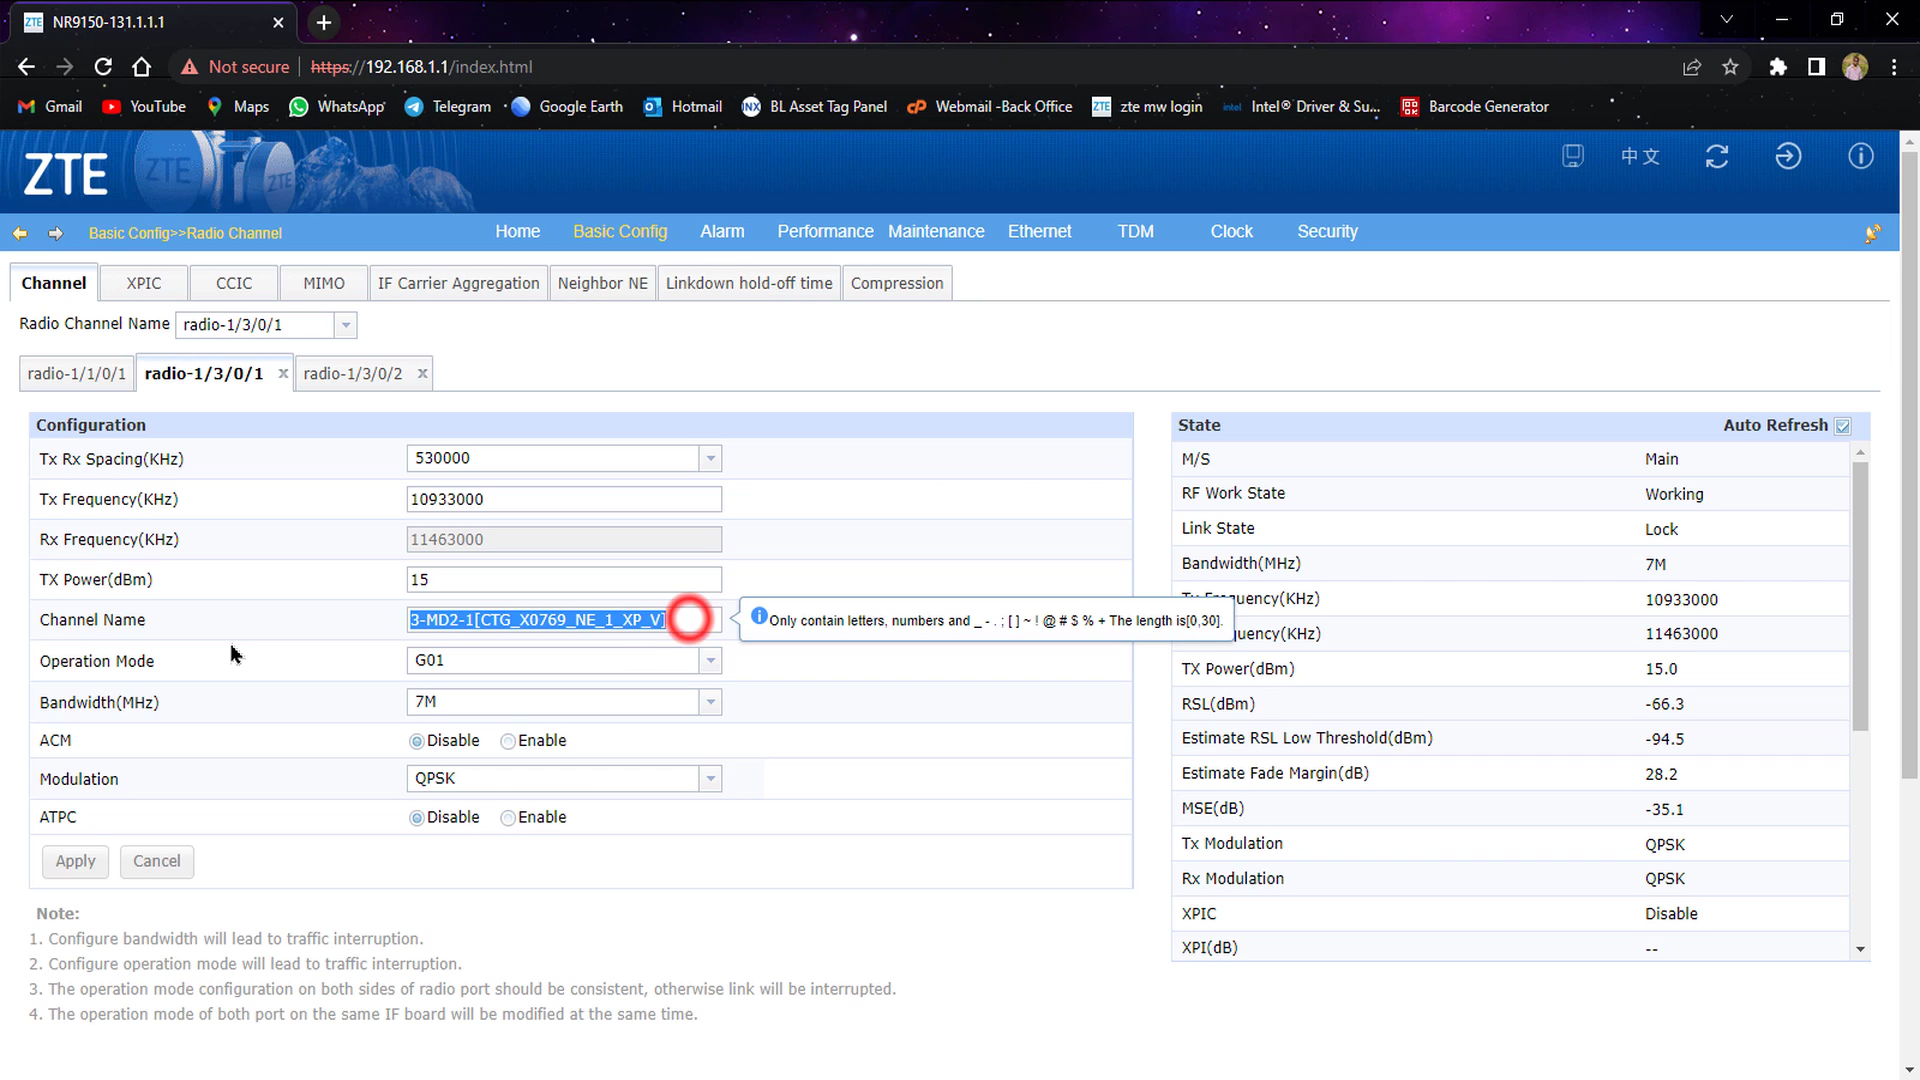 ZTE NR9150-131.1.1.1
Not secure https://192.168.1.1/index.html
Gmail YouTube Maps WhatsApp Telegram Google Earth Hotmail INX BL Asset Tag Panel Webmail -Back Office ZTE zte mw login intel Intel® Driver & Su... Barcode Generator
ZTE 中文
Basic Config>>Radio Channel Home Basic Config Alarm Performance Maintenance Ethernet TDM Clock Security
Channel XPIC CCIC MIMO IF Carrier Aggregation Neighbor NE Linkdown hold-off time Compression
Radio Channel Name radio-1/3/0/1
radio-1/1/0/1 radio-1/3/0/1 radio-1/3/0/2
Configuration
Tx Rx Spacing(KHz) 530000
Tx Frequency(KHz) 10933000
Rx Frequency(KHz) 11463000
TX Power(dBm) 15
Channel Name 3-MD2-1[CTG_X0769_NE_1_XP_V]
Only contain letters, numbers and _ - . ; [ ] ~ ! @ # $ % + The length is[0,30].
Operation Mode G01
Bandwidth(MHz) 7M
ACM Disable Enable
Modulation QPSK
ATPC Disable Enable
Apply Cancel
Note:
1. Configure bandwidth will lead to traffic interruption.
2. Configure operation mode will lead to traffic interruption.
3. The operation mode configuration on both sides of radio port should be consistent, otherwise link will be interrupted.
4. The operation mode of both port on the same IF board will be modified at the same time.
State Auto Refresh
M/S Main
RF Work State Working
Link State Lock
Bandwidth(MHz) 7M
10933000
11463000
TX Power(dBm) 15.0
RSL(dBm) -66.3
Estimate RSL Low Threshold(dBm) -94.5
Estimate Fade Margin(dB) 28.2
MSE(dB) -35.1
Tx Modulation QPSK
Rx Modulation QPSK
XPIC Disable
XPI(dB) --